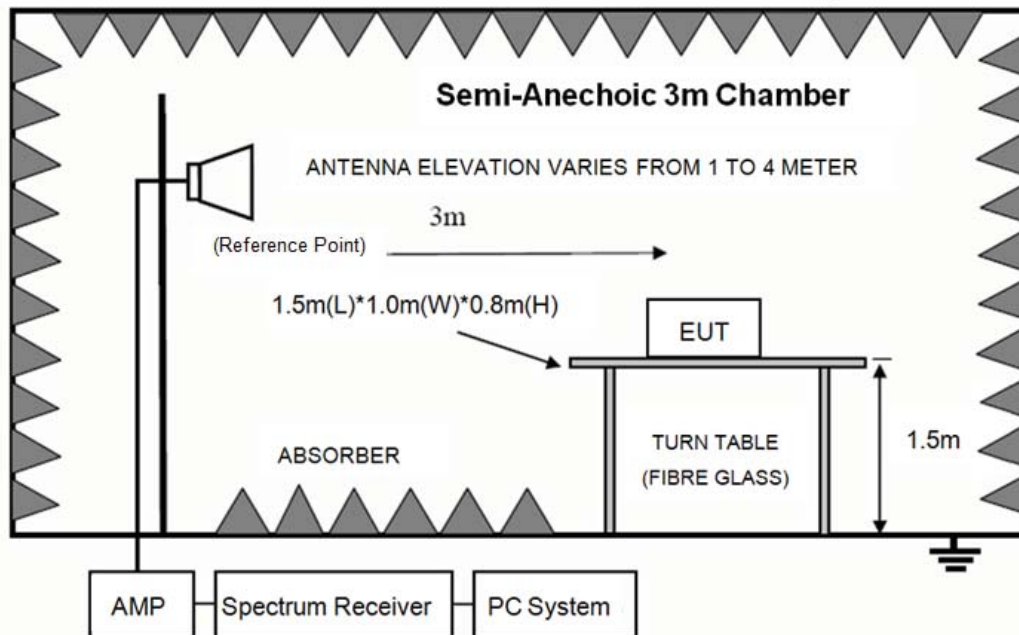 Semi-Anechoic 3m Chamber
ANTENNA ELEVATION VARIES FROM 1 TO 4 METER
3m
(Reference Point)
1.5m(L)*1.0m(W)*0.8m(H)
EUT
ABSORBER
TURN TABLE
(FIBRE GLASS)
1.5m
AMP
Spectrum Receiver
PC System